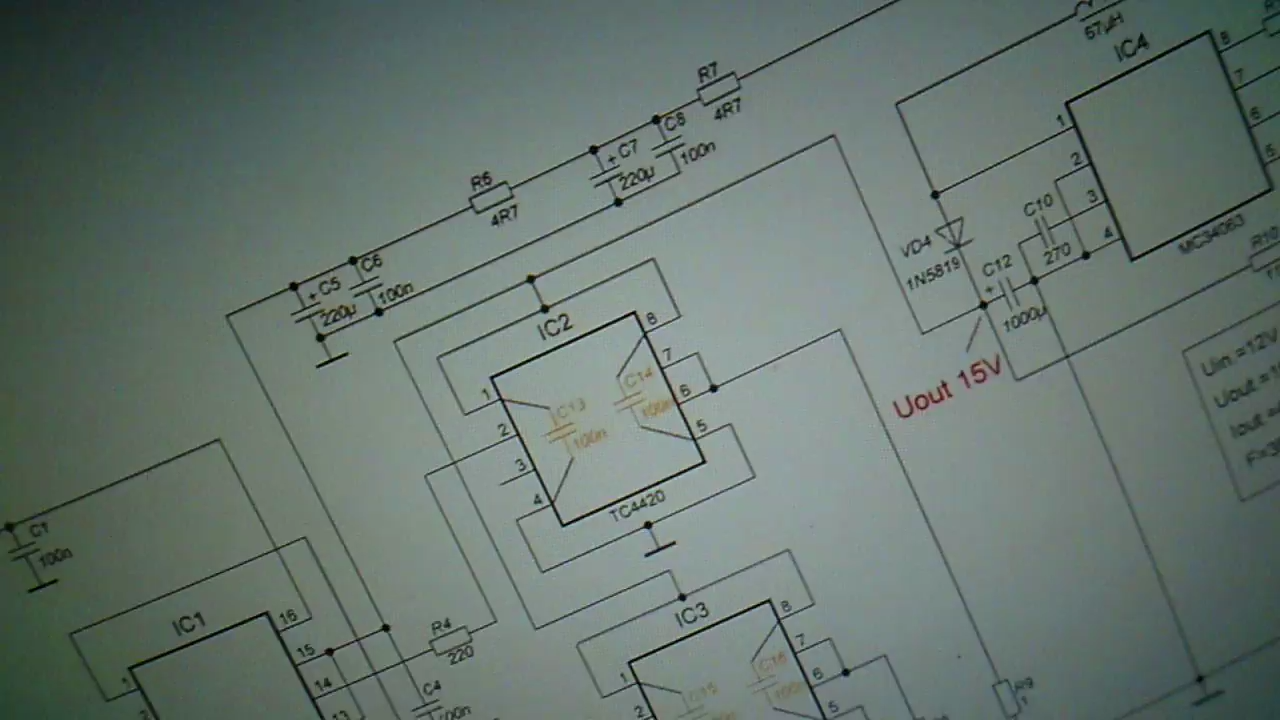 67µH
IC4
8
7
6
5
1
2
3
4
MC34063
R7
4R7
C8
100n
C7
220µ
R6
4R7
C6
100n
C5
220µ
C10
270
VD4
1N5819
C12
+
1000µ
R10
Uout 15V
Uin =12V
IC2
1
2
3
4
8
7
6
5
C13
100n
C14
100n
TC4420
C1
100n
IC1
1
16
15
14
13
R4
220
C4
100n
IC3
1
2
8
7
6
5
C15
C16
R9
1